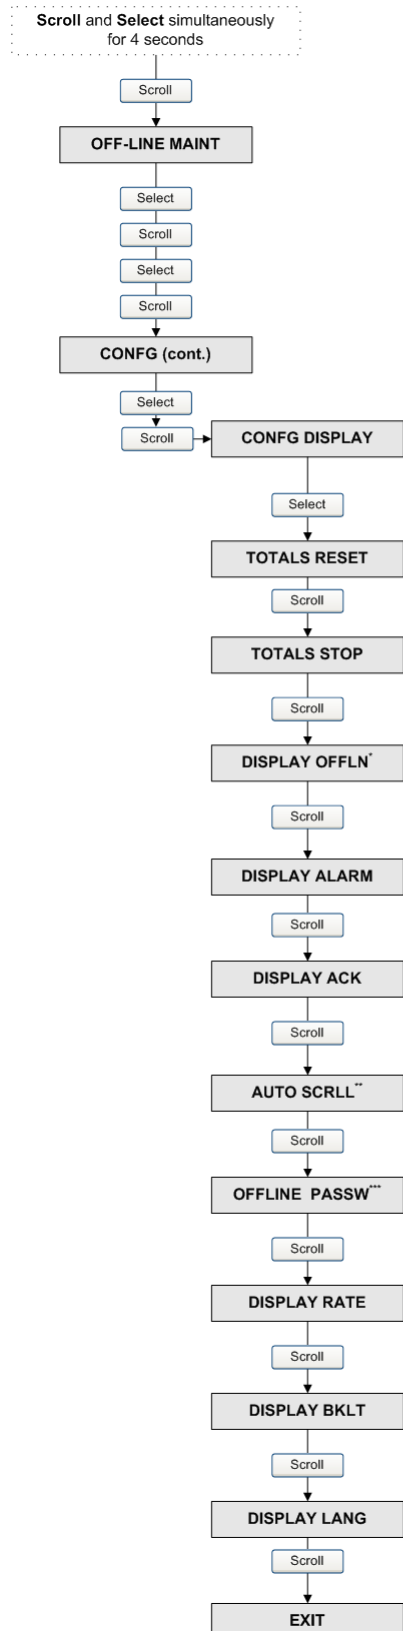 Scroll and Select simultaneously
for 4 seconds
Scroll
OFF-LINE MAINT
Select
Scroll
Select
Scroll
CONFG (cont.)
Select
Scroll
CONFG DISPLAY
Select
TOTALS RESET
Scroll
TOTALS STOP
Scroll
DISPLAY OFFLN*
Scroll
DISPLAY ALARM
Scroll
DISPLAY ACK
Scroll
AUTO SCRLL**
Scroll
OFFLINE PASSW***
Scroll
DISPLAY RATE
Scroll
DISPLAY BKLT
Scroll
DISPLAY LANG
Scroll
EXIT